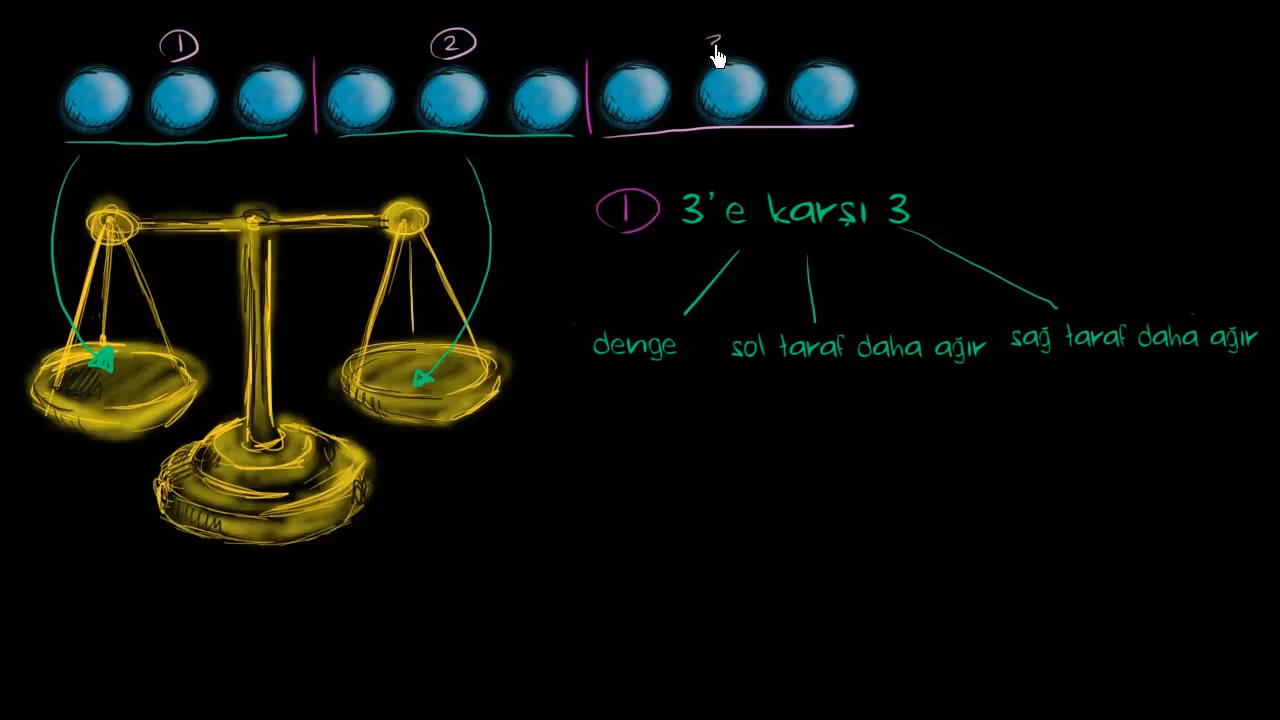 1 2
1 3'e karşı 3
denge sol taraf daha ağır sağ taraf daha ağır